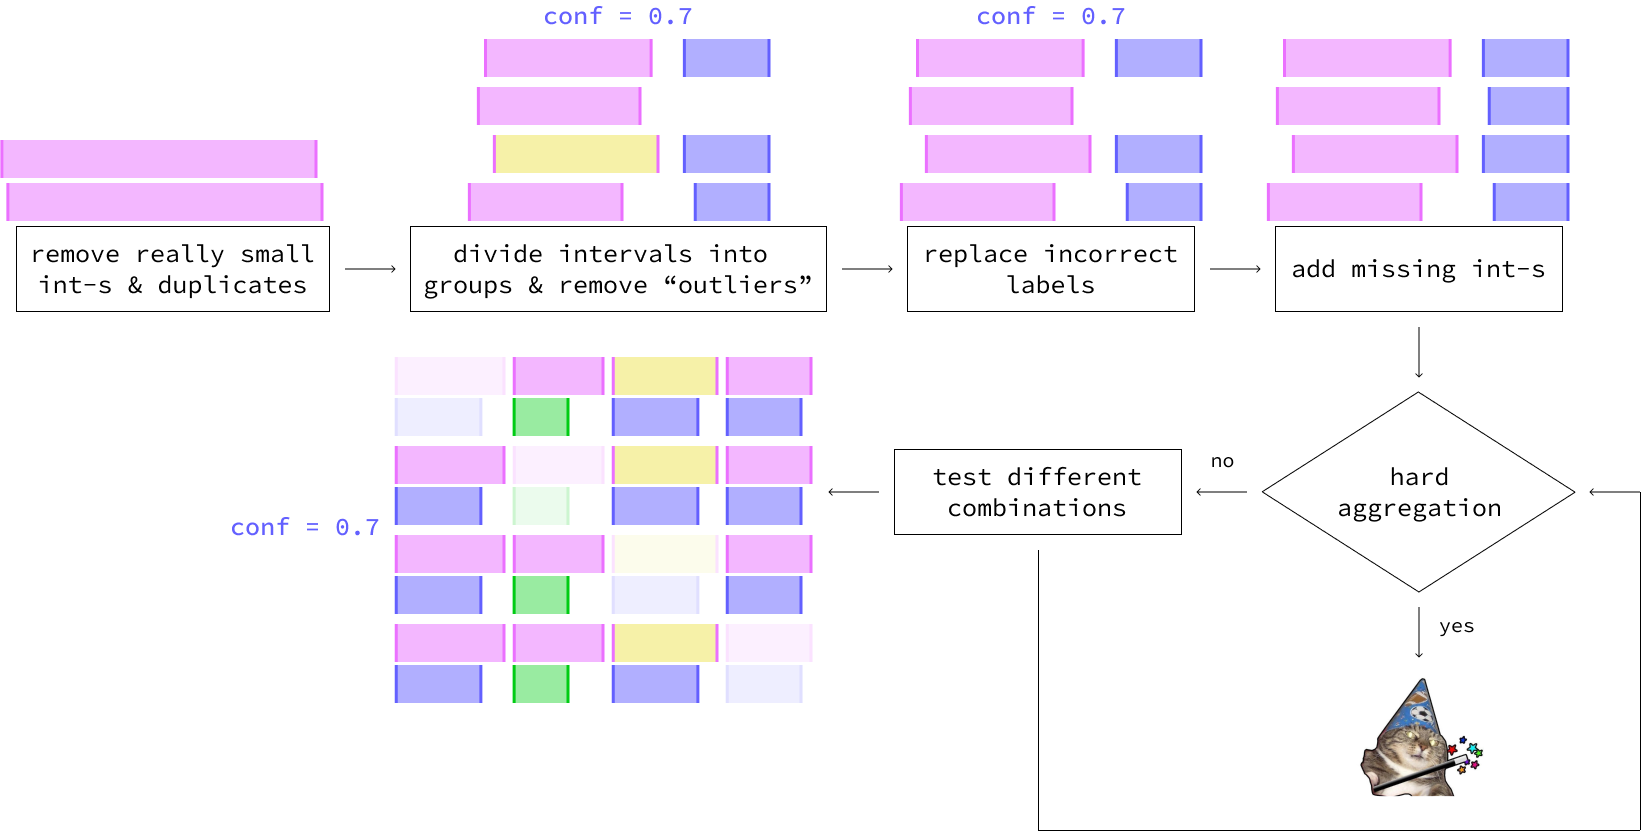 conf = 0.7
conf = 0.7
remove really small
int-s & duplicates
divide intervals into
groups & remove “outliers”
replace incorrect
labels
add missing int-s
hard
aggregation
no
yes
test different
combinations
conf = 0.7